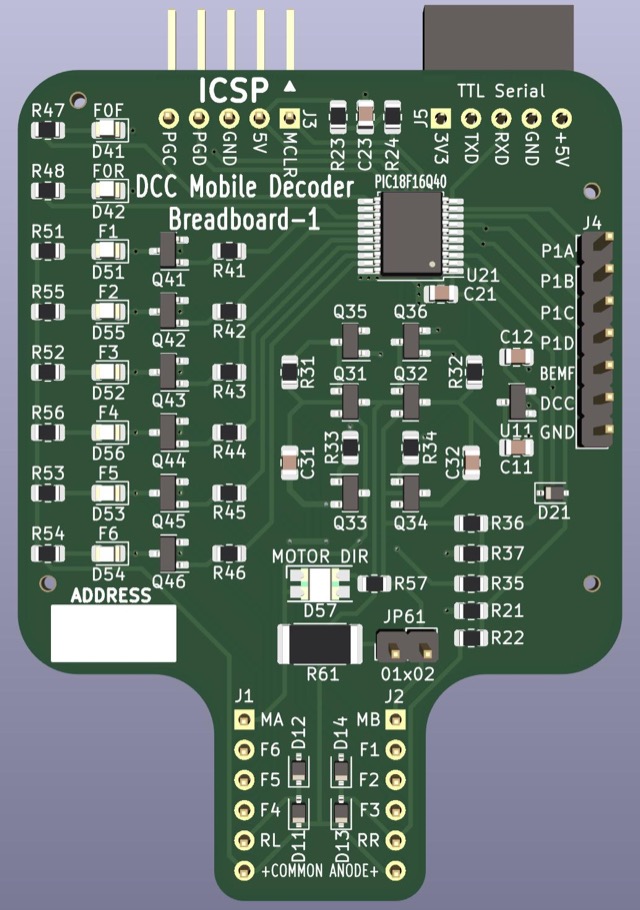 ICSP
TTL Serial
R47
F0F
D41
PGC
PGD
GND
5V
MCLR
J3
R23
C23
R24
J5
3V3
TXD
RXD
GND
+5V
R48
F0R
D42
DCC Mobile Decoder
Breadboard-1
PIC18F16Q40
U21
C21
J4
P1A
P1B
P1C
P1D
BEMF
DCC
GND
R51
F1
D51
Q41
R41
R55
F2
D55
Q42
R42
Q35
Q36
C12
R52
F3
D52
Q43
R43
R31
Q31
Q32
R32
R56
F4
D56
Q44
R44
C31
R33
R34
C32
U11
C11
R53
F5
D53
Q45
R45
Q33
Q34
D21
R54
F6
D54
Q46
R46
R36
R37
R35
R21
R22
MOTOR DIR
D57
R57
ADDRESS
R61
JP61
01x02
J1
J2
MA
D12
D14
MB
F6
F1
F5
F2
F4
F3
RL
D11
D13
RR
+COMMON ANODE+